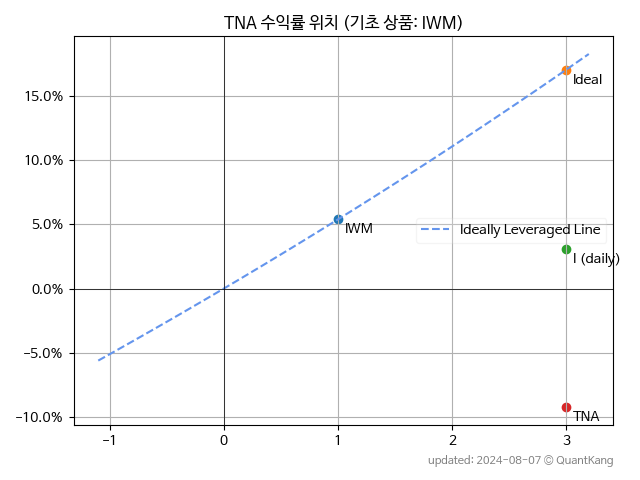 TNA 수익률 위치 (기초 상품: IWM)
15.0%
10.0%
5.0%
0.0%
−5.0%
−10.0%
Ideal
IWM
Ideally Leveraged Line
I (daily)
TNA
−1
0
1
2
3
updated: 2024-08-07 © QuantKang